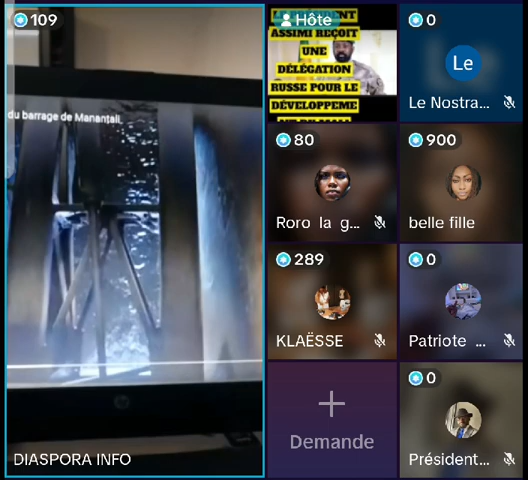 109
du barrage de Manantali.
DIASPORA INFO
Hôte
ASSIMI REÇOIT
UNE
DÉLÉGATION
RUSSE POUR LE
DÉVELOPPEME
0
Le
Le Nostra...
80
Roro la g...
900
belle fille
289
KLAËSSE
0
Patriote ...
+
Demande
0
Président...